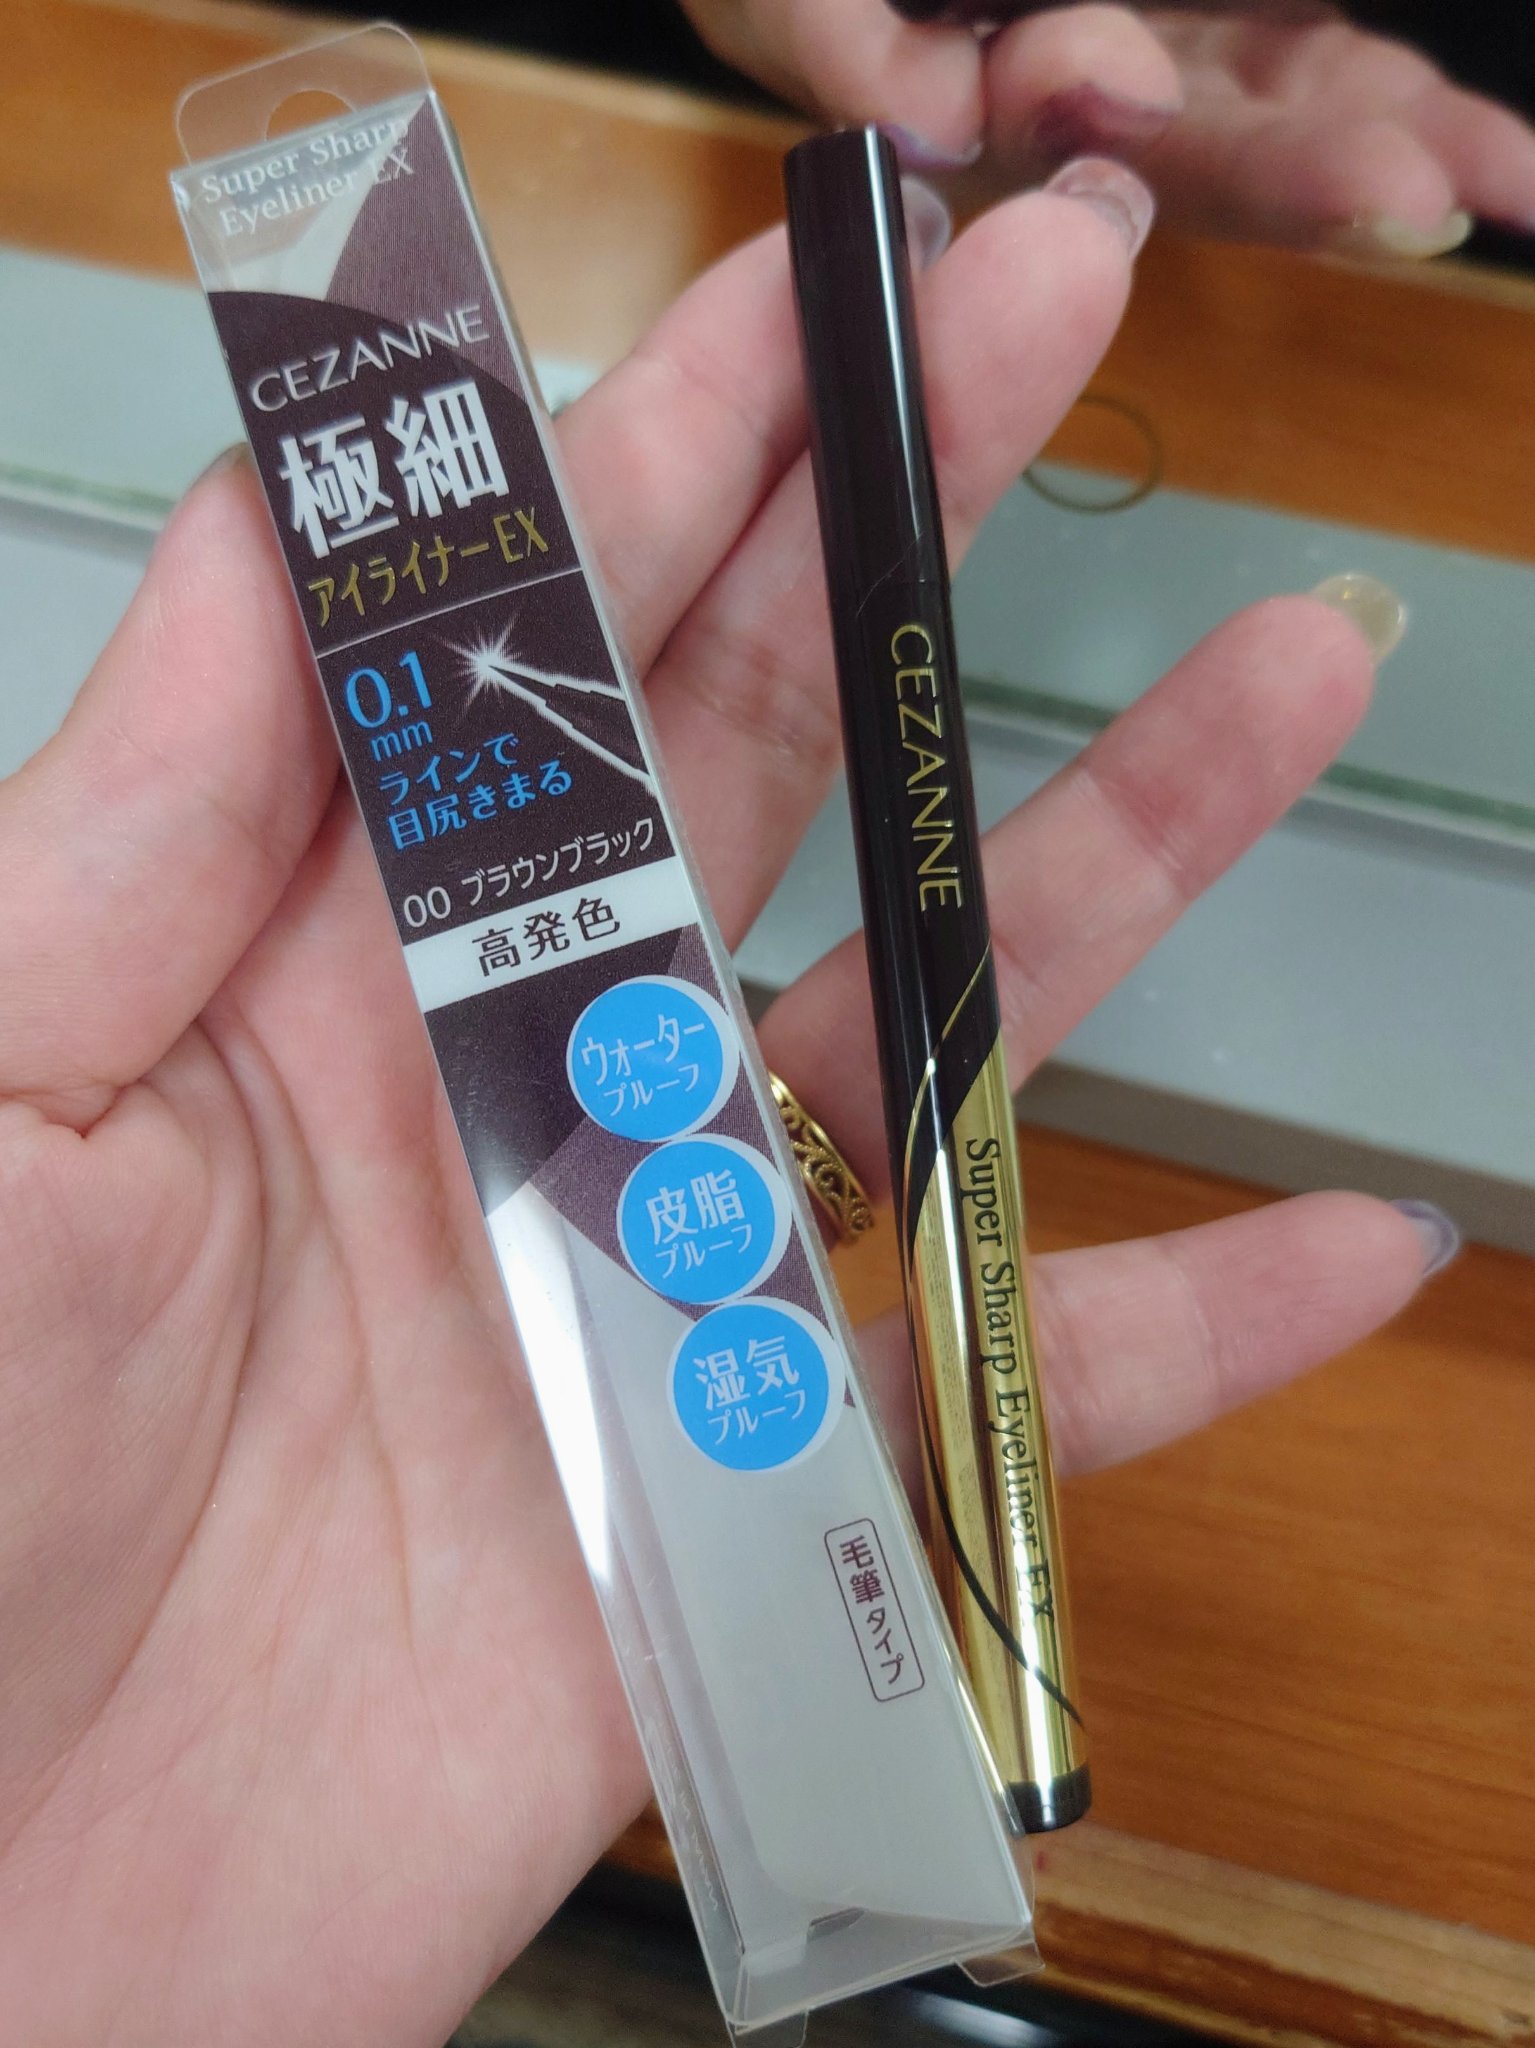 Super Sharp
Eyeliner EX
CEZANNE
極細
アイライナーEX
0.1
mm
ラインで
目尻きまる
00 ブラウンブラック
高発色
ウォーター
プルーフ
皮脂
プルーフ
湿気
プルーフ
毛筆タイプ
CEZANNE
Super Sharp Eyeliner EX